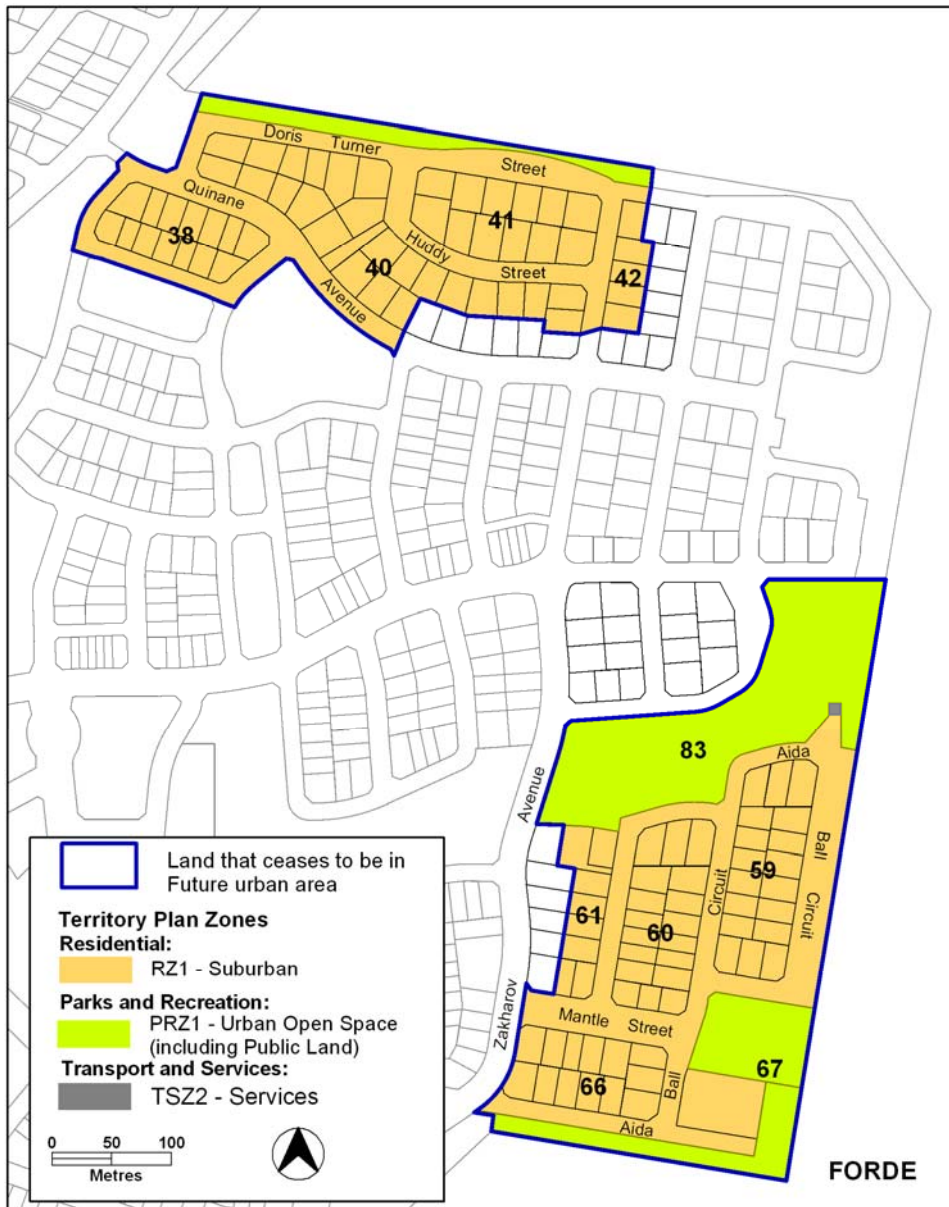 Doris Turner Street
Quinane Avenue
38
41
40
Huddy Street
42
83
Aida
Avenue
Ball Circuit
59
61
60
Circuit
Zakharov
Mantle Street
67
66
Ball
Aida
Land that ceases to be in
Future urban area
Territory Plan Zones
Residential:
RZ1 - Suburban
Parks and Recreation:
PRZ1 - Urban Open Space
(including Public Land)
Transport and Services:
TSZ2 - Services
0 50 100
Metres
FORDE